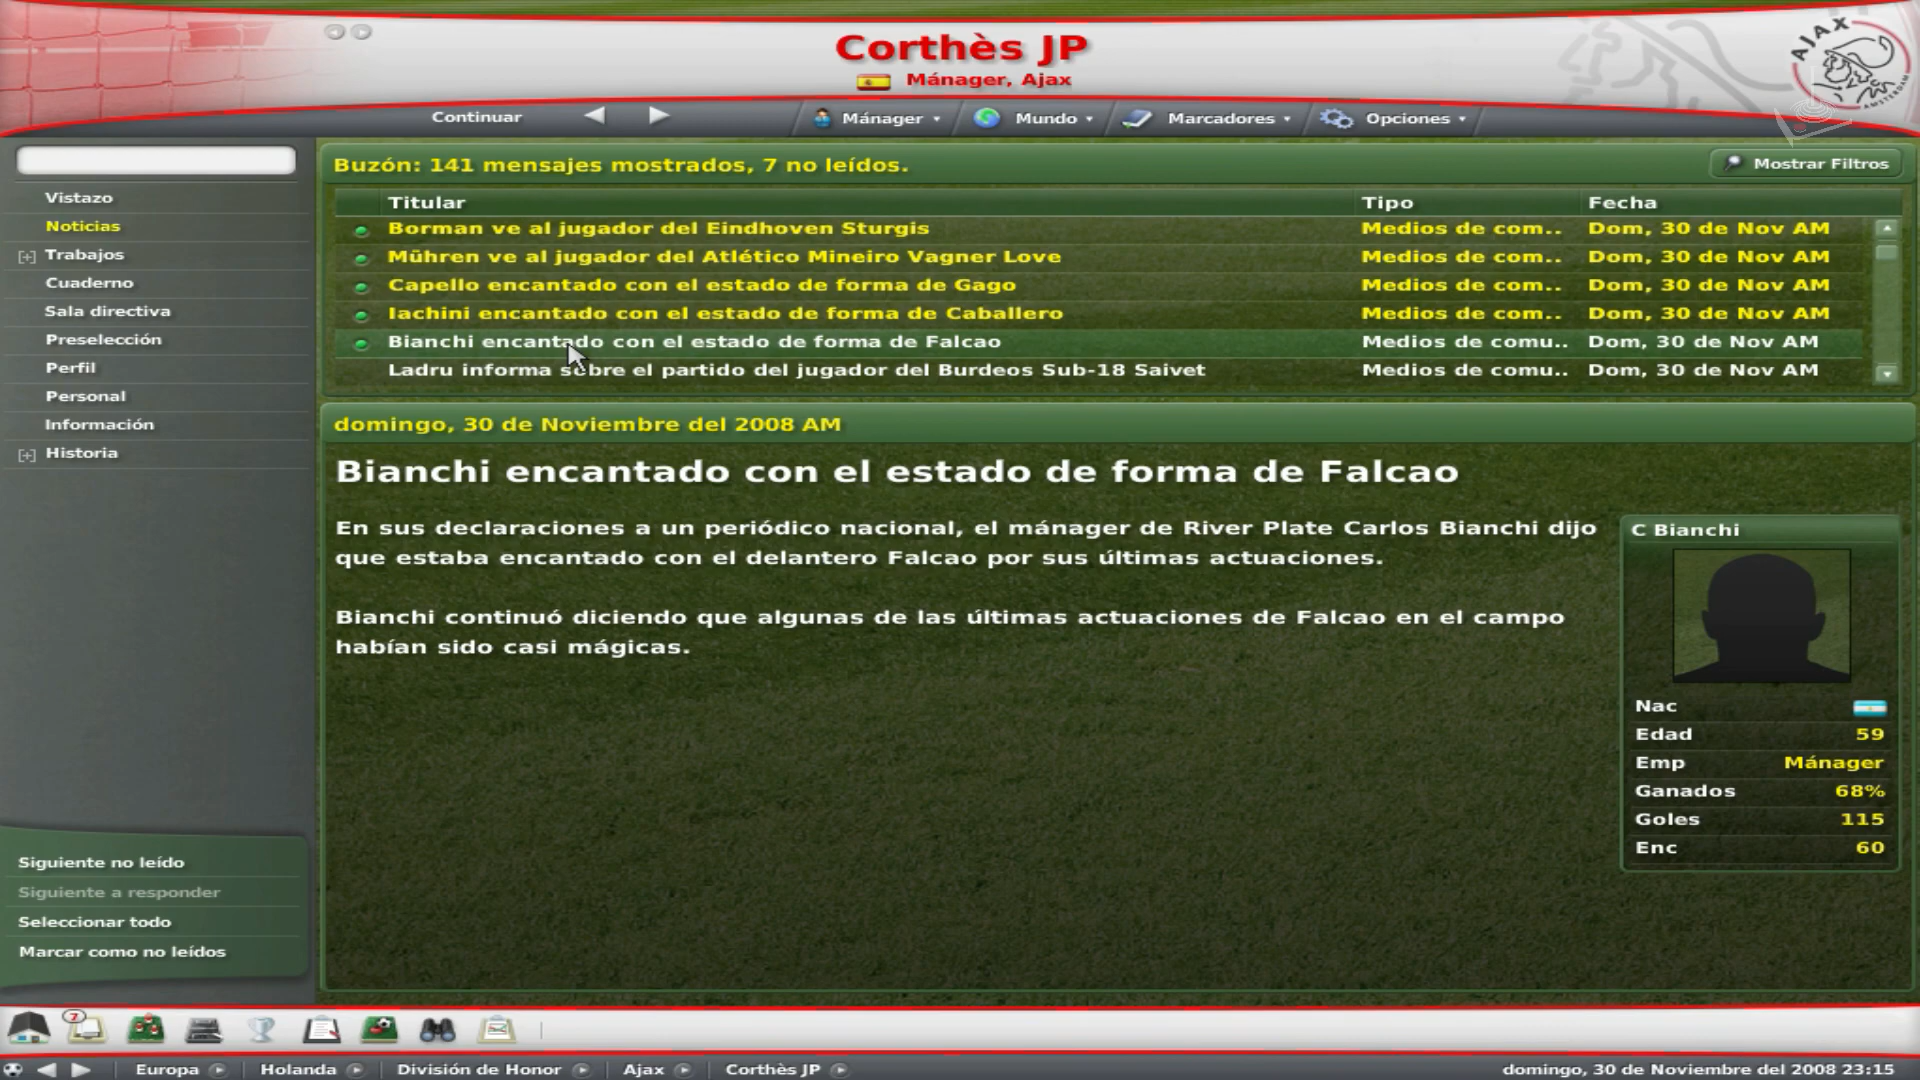 Corthès JP
Mánager, Ajax
AJAX
AMSTERDAM
Continuar
Mánager
Mundo
Marcadores
Opciones
Vistazo
Noticias
[+] Trabajos
Cuaderno
Sala directiva
Preselección
Perfil
Personal
Información
[+] Historia
Siguiente no leído
Siguiente a responder
Seleccionar todo
Marcar como no leídos
Buzón: 141 mensajes mostrados, 7 no leídos.
Mostrar Filtros
Titular Tipo Fecha
Borman ve al jugador del Eindhoven Sturgis Medios de com.. Dom, 30 de Nov AM
Mühren ve al jugador del Atlético Mineiro Vagner Love Medios de com.. Dom, 30 de Nov AM
Capello encantado con el estado de forma de Gago Medios de com.. Dom, 30 de Nov AM
Iachini encantado con el estado de forma de Caballero Medios de com.. Dom, 30 de Nov AM
Bianchi encantado con el estado de forma de Falcao Medios de comu.. Dom, 30 de Nov AM
Ladru informa sobre el partido del jugador del Burdeos Sub-18 Saivet Medios de comu.. Dom, 30 de Nov AM
domingo, 30 de Noviembre del 2008 AM
Bianchi encantado con el estado de forma de Falcao
En sus declaraciones a un periódico nacional, el mánager de River Plate Carlos Bianchi dijo
que estaba encantado con el delantero Falcao por sus últimas actuaciones.
Bianchi continuó diciendo que algunas de las últimas actuaciones de Falcao en el campo
habían sido casi mágicas.
C Bianchi
Nac
Edad 59
Emp Mánager
Ganados 68%
Goles 115
Enc 60
7
Europa
Holanda
División de Honor
Ajax
Corthès JP
domingo, 30 de Noviembre del 2008 23:15